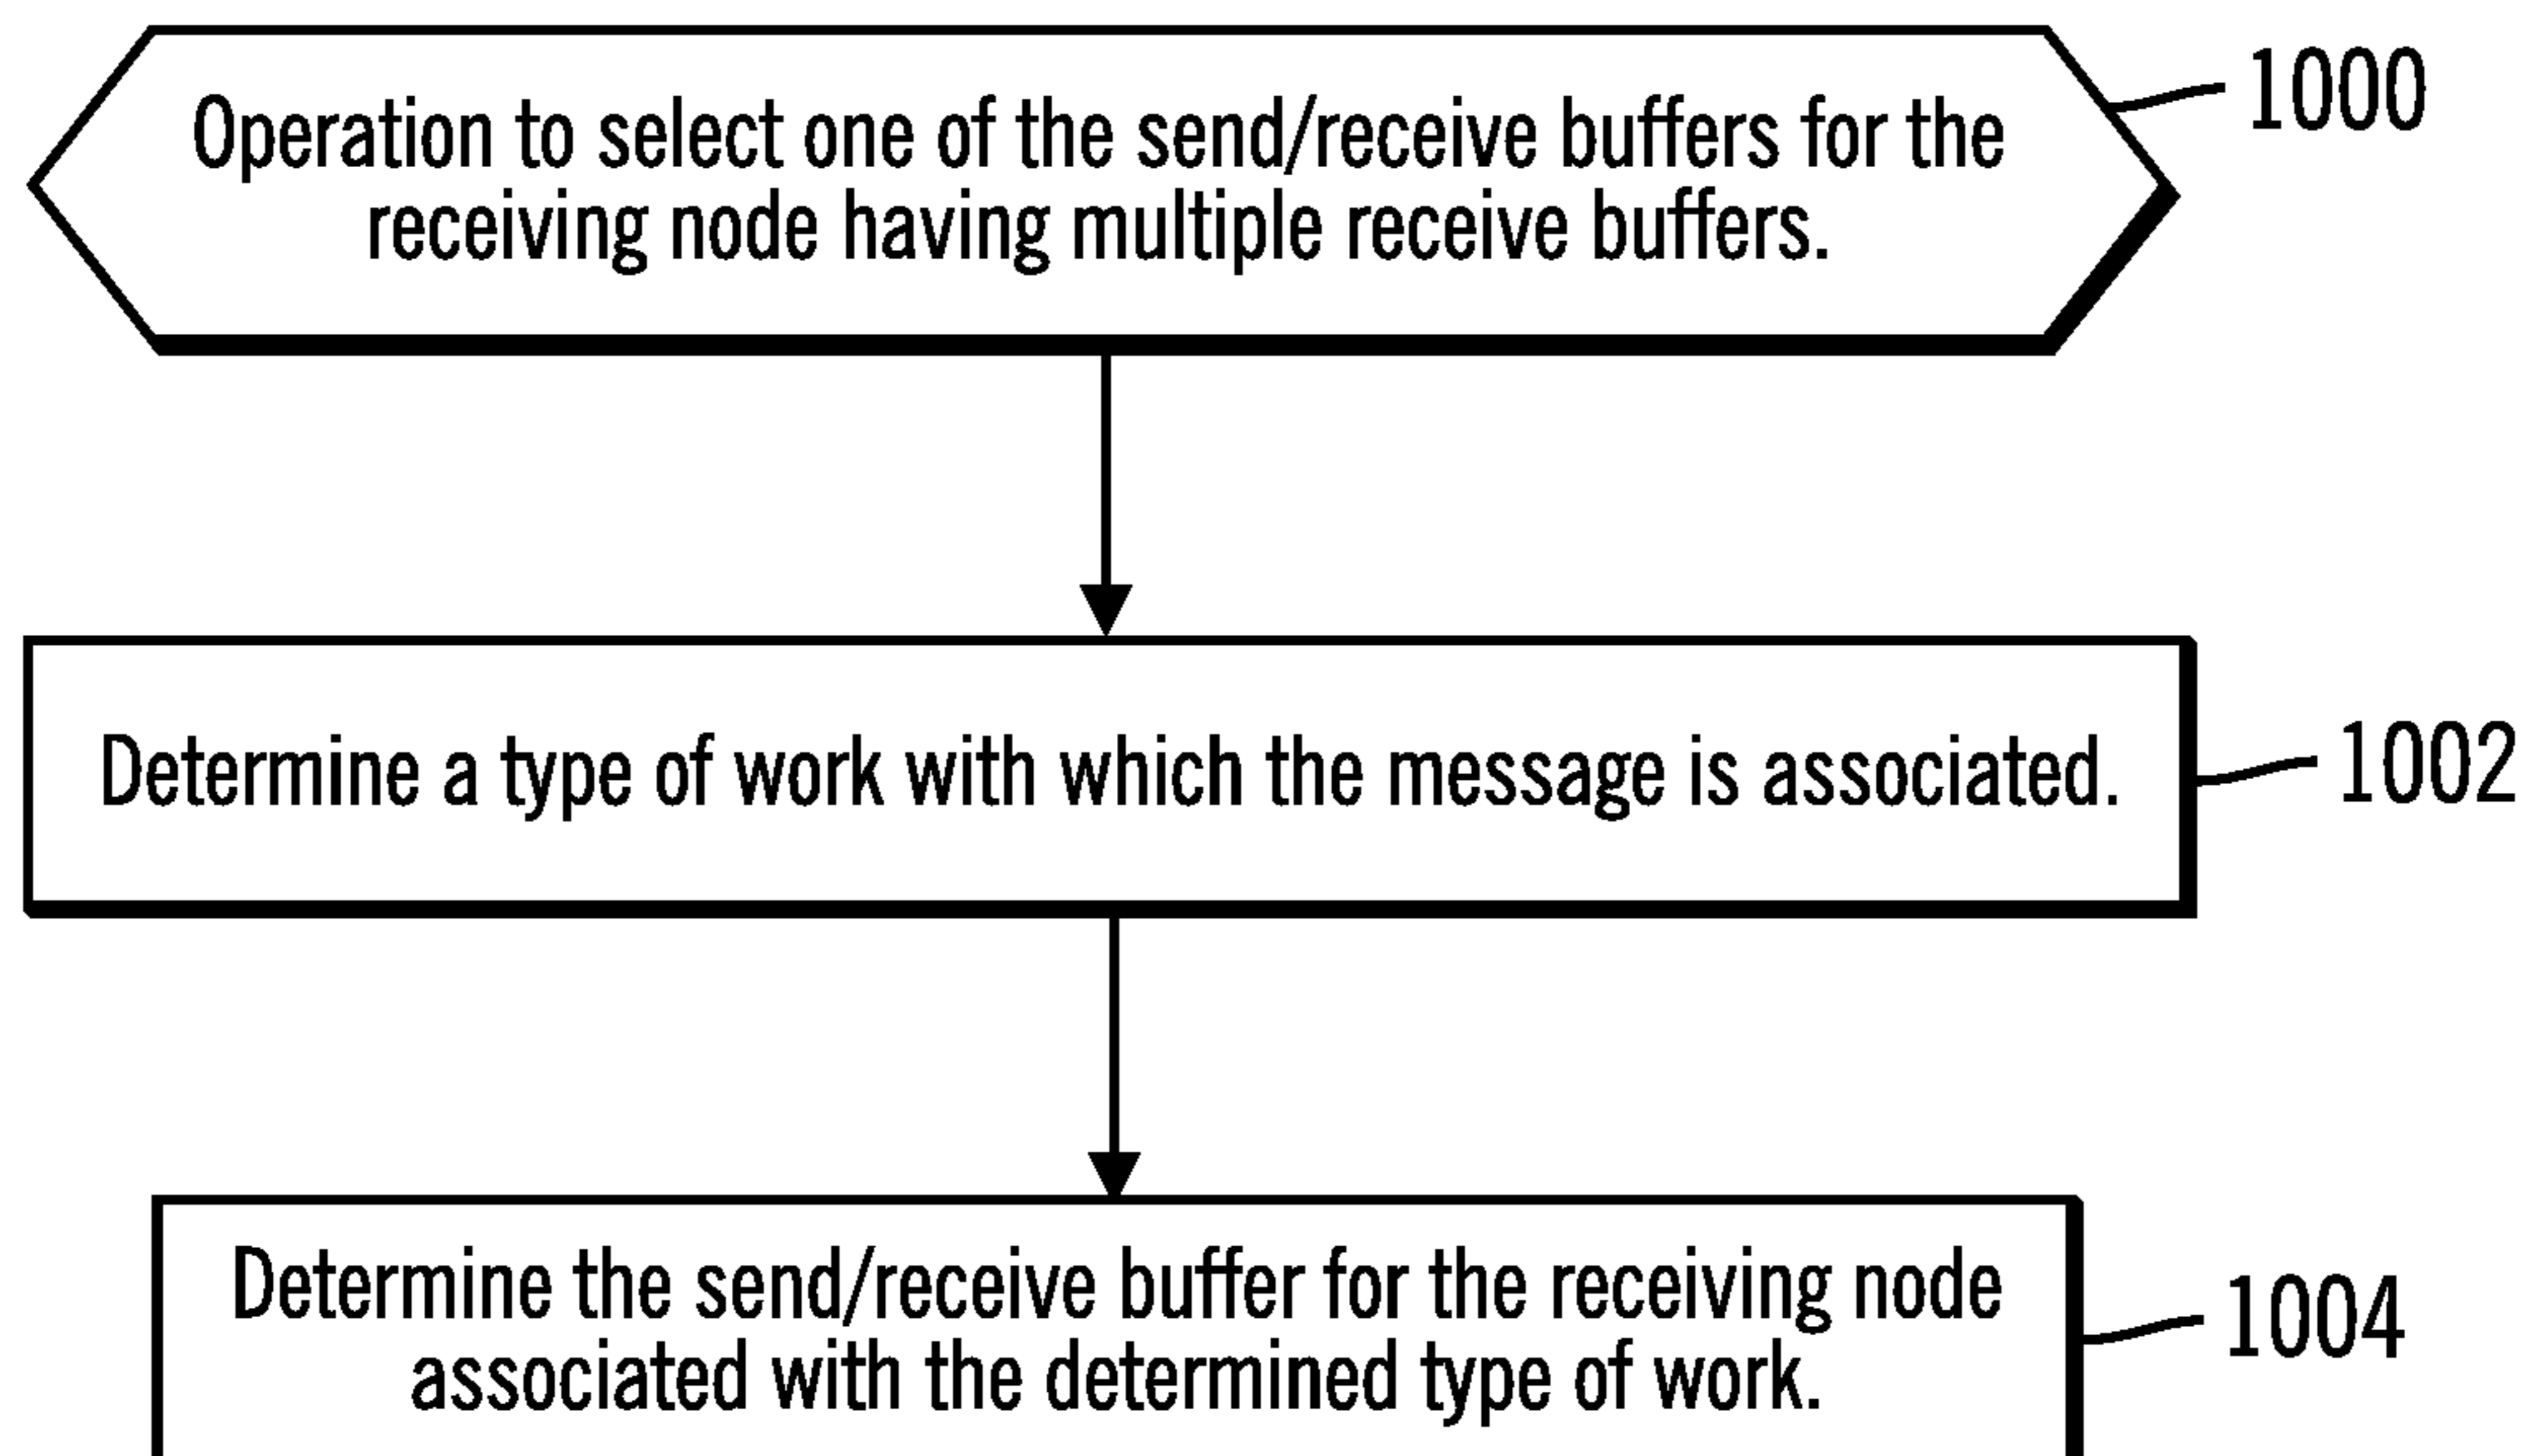 Operation to select one of the send/receive buffers for the
receiving node having multiple receive buffers.
1000
Determine a type of work with which the message is associated.
1002
Determine the send/receive buffer for the receiving node
associated with the determined type of work.
1004